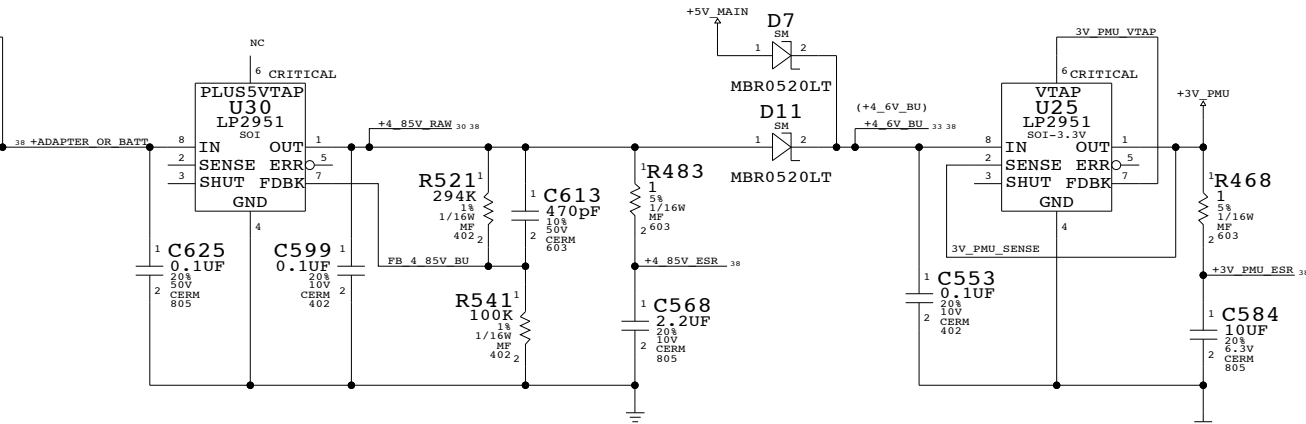 +5V_MAIN
D7
SM
1 2
MBR0520LT
NC
6 CRITICAL
PLUS5VTAP
U30
LP2951
SOI
38 +ADAPTER_OR_BATT
8 IN OUT 1
2 SENSE ERR 5
3 SHUT FDBK 7
GND
4
+4_85V_RAW 30 38
D11
SM
1 2
MBR0520LT
(+4_6V_BU)
+4_6V_BU 33 38
3V_PMU_VTAP
6 CRITICAL
VTAP
U25
LP2951
SOI-3.3V
8 IN OUT 1
2 SENSE ERR 5
3 SHUT FDBK 7
GND
4
+3V_PMU
R521 1
294K
1%
1/16W
MF
402 2
1
C613
470pF
10%
50V
CERM
603
2
1 R483
1
5%
1/16W
MF
2 603
1 R468
1
5%
1/16W
MF
2 603
1 C625
0.1UF
20%
50V
2 CERM
805
C599 1
0.1UF
20%
10V
2
CERM
402
FB_4_85V_BU
+4_85V_ESR 38
3V_PMU_SENSE
+3V_PMU_ESR 38
R541 1
100K
1%
1/16W
MF
402 2
1 C568
2.2UF
20%
10V
2 CERM
805
1 C553
0.1UF
20%
10V
2 CERM
402
1 C584
10UF
20%
6.3V
2 CERM
805